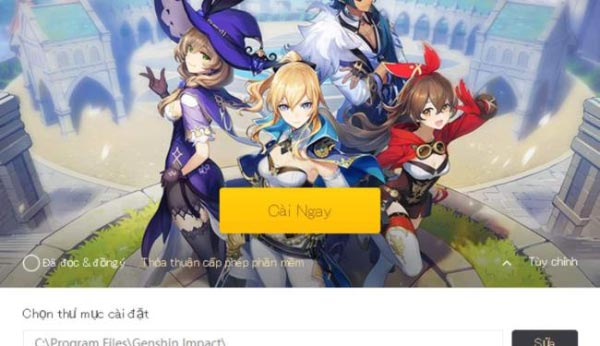 Cài Ngay
Đã đọc & đồng ý Thỏa thuận cấp phép phần mềm Tùy chỉnh
Chọn thư mục cài đặt
C:\Program Files\Genshin Impact\ Sửa